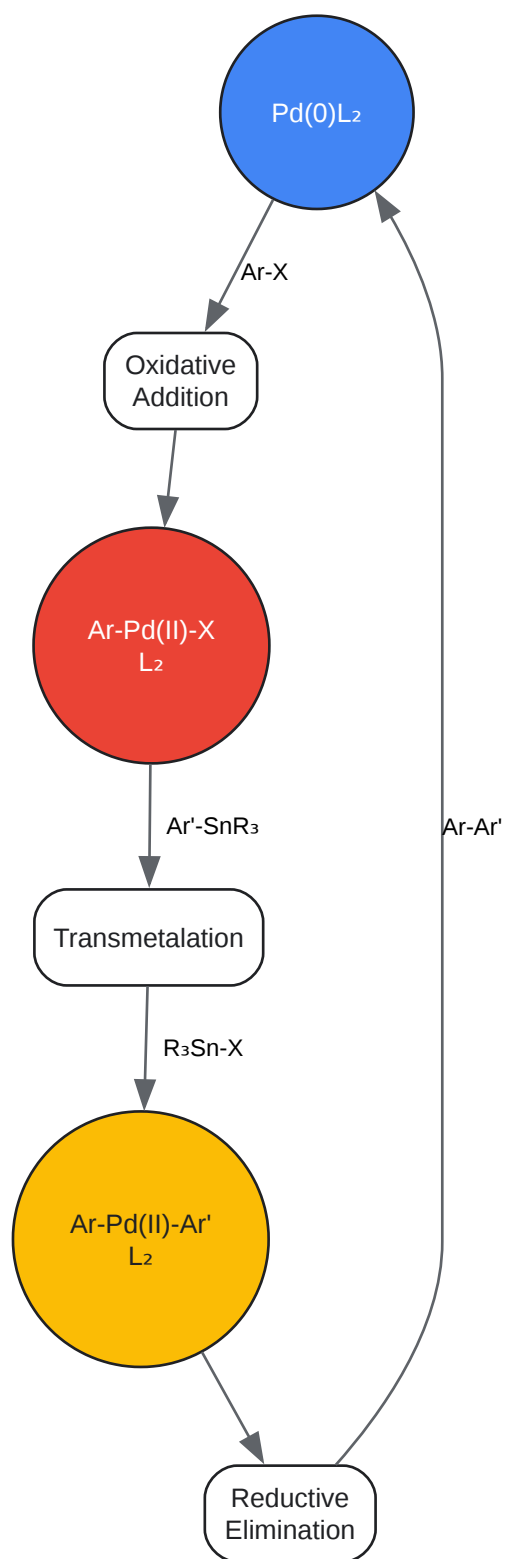 Pd(0)L₂
Ar-X
Oxidative
Addition
Ar-Pd(II)-X
L₂
Ar'-SnR₃
Ar-Ar'
Transmetalation
R₃Sn-X
Ar-Pd(II)-Ar'
L₂
Reductive
Elimination